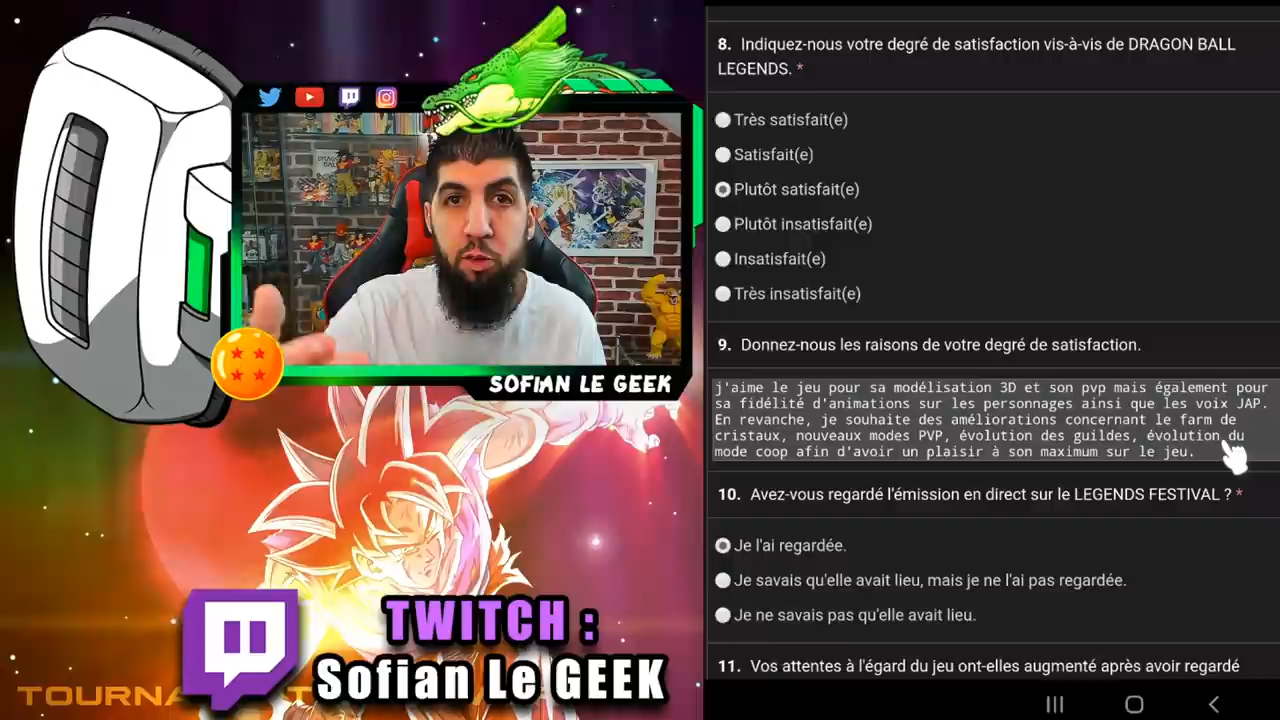 SOFIAN LE GEEK
TWITCH :
Sofian Le GEEK
8. Indiquez-nous votre degré de satisfaction vis-à-vis de DRAGON BALL
LEGENDS. *
Très satisfait(e)
Satisfait(e)
Plutôt satisfait(e)
Plutôt insatisfait(e)
Insatisfait(e)
Très insatisfait(e)
9. Donnez-nous les raisons de votre degré de satisfaction.
j'aime le jeu pour sa modélisation 3D et son pvp mais également pour
sa fidélité d'animations sur les personnages ainsi que les voix JAP.
En revanche, je souhaite des améliorations concernant le farm de
cristaux, nouveaux modes PVP, évolution des guildes, évolution du
mode coop afin d'avoir un plaisir à son maximum sur le jeu.
10. Avez-vous regardé l'émission en direct sur le LEGENDS FESTIVAL ? *
Je l'ai regardée.
Je savais qu'elle avait lieu, mais je ne l'ai pas regardée.
Je ne savais pas qu'elle avait lieu.
11. Vos attentes à l'égard du jeu ont-elles augmenté après avoir regardé